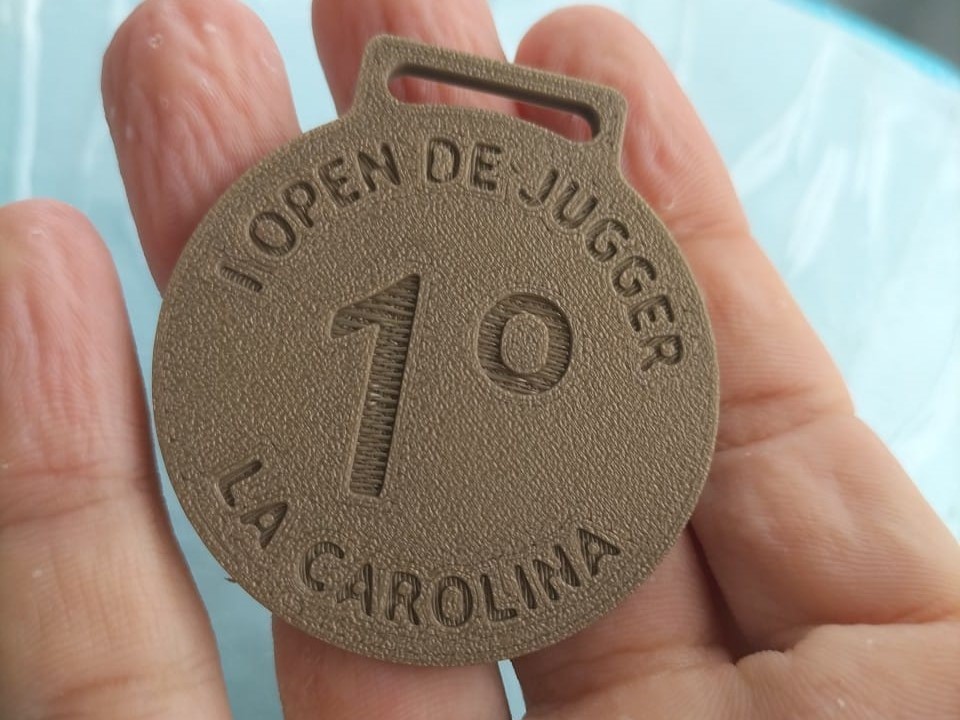 I OPEN DE JUGGER
1º
LA CAROLINA